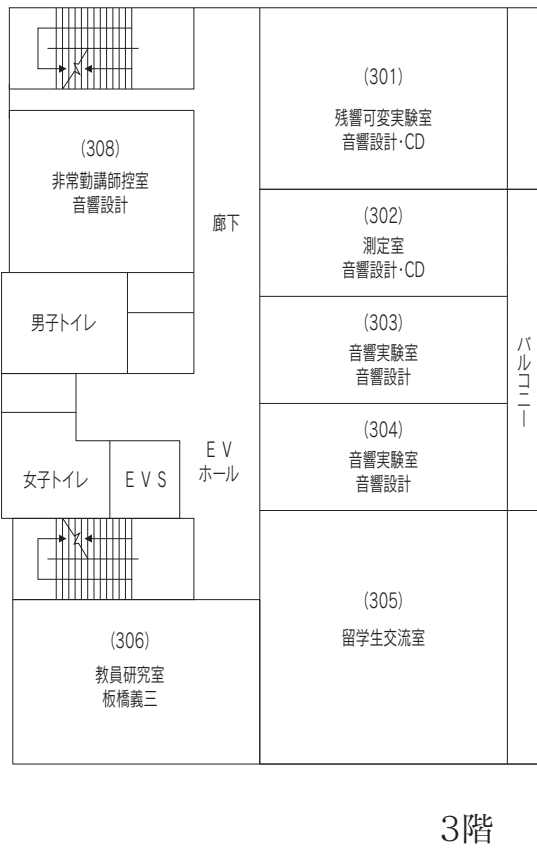 (301)
残響可変実験室
音響設計・CD
(308)
非常勤講師控室
音響設計
廊下
(302)
測定室
音響設計・CD
男子トイレ
(303)
音響実験室
音響設計
バルコニー
(304)
音響実験室
音響設計
ＥＶ
ホール
女子トイレ
ＥＶＳ
(305)
留学生交流室
(306)
教員研究室
板橋義三
3階